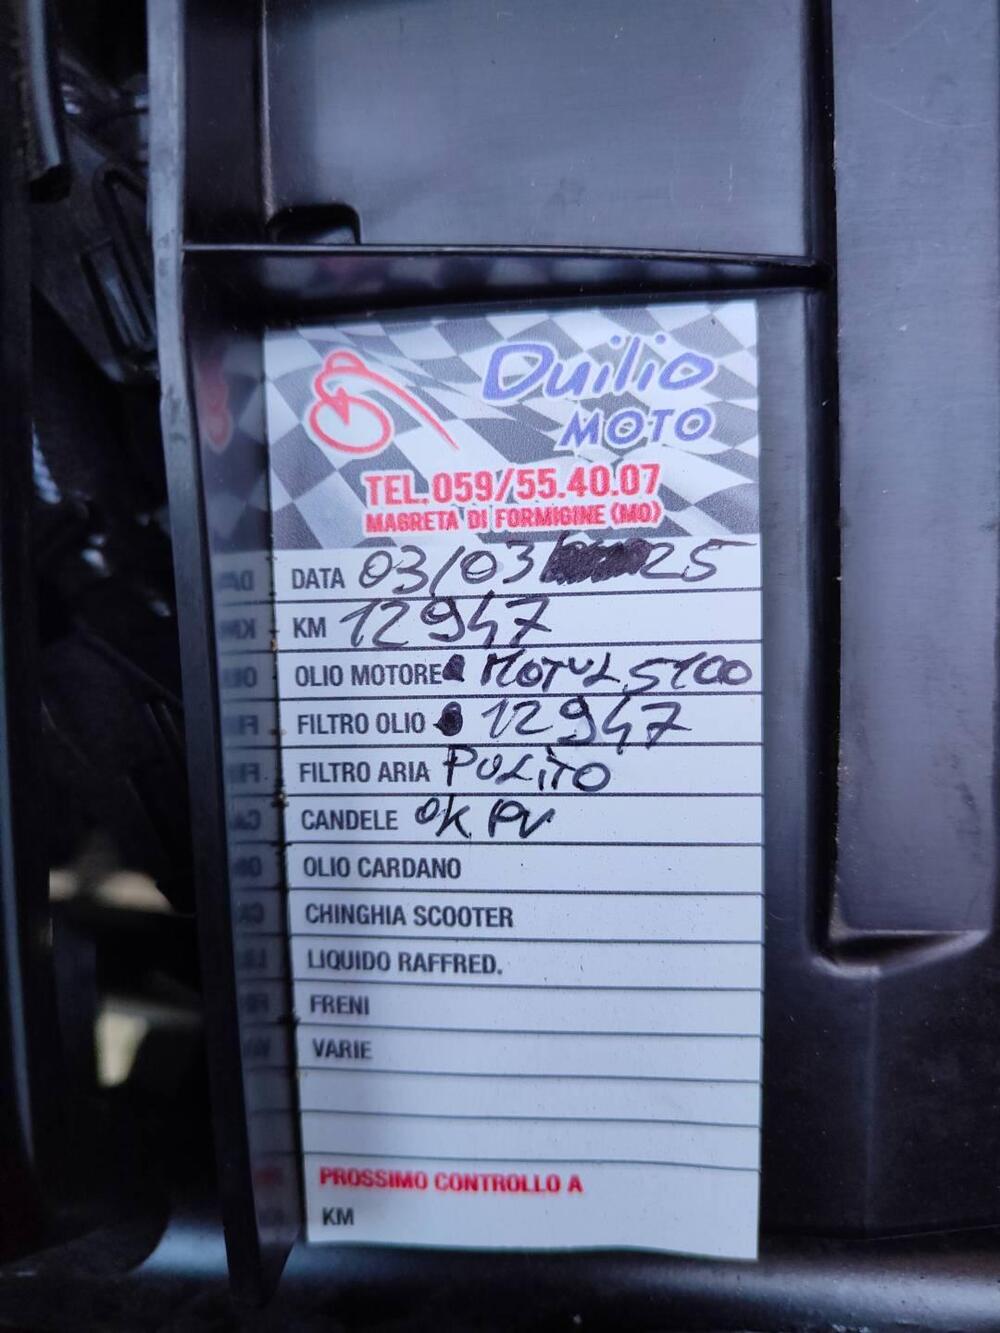 Duilio
MOTO
TEL. 059/55.40.07
MAGRETA DI FORMIGINE (MO)
DATA 03/03 25
KM 12947
OLIO MOTORE MOTUL 5100
FILTRO OLIO 12947
FILTRO ARIA PULITO
CANDELE OK
OLIO CARDANO
CHINGHIA SCOOTER
LIQUIDO RAFFRED.
FRENI
VARIE
PROSSIMO CONTROLLO A
KM